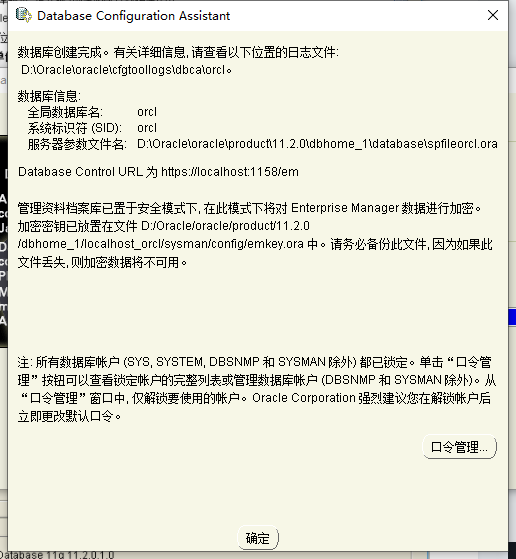 Database Configuration Assistant
数据库创建完成。有关详细信息, 请查看以下位置的日志文件:
D:\Oracle\oracle\cfgtoollogs\dbca\orcl。
数据库信息:
全局数据库名: orcl
系统标识符 (SID): orcl
服务器参数文件名: D:\Oracle\oracle\product\11.2.0\dbhome_1\database\spfileorcl.ora
Database Control URL 为 https://localhost:1158/em
管理资料档案库已置于安全模式下, 在此模式下将对 Enterprise Manager 数据进行加密。
加密密钥已放置在文件 D:/Oracle/oracle/product/11.2.0
/dbhome_1/localhost_orcl/sysman/config/emkey.ora 中。请务必备份此文件, 因为如果此
文件丢失, 则加密数据将不可用。
注: 所有数据库帐户 (SYS, SYSTEM, DBSNMP 和 SYSMAN 除外) 都已锁定。单击“口令管
理”按钮可以查看锁定帐户的完整列表或管理数据库帐户 (DBSNMP 和 SYSMAN 除外)。从
“口令管理”窗口中, 仅解锁要使用的帐户。Oracle Corporation 强烈建议您在解锁帐户后
立即更改默认口令。
口令管理...
确定
Database 11g 11.2.0.1.0